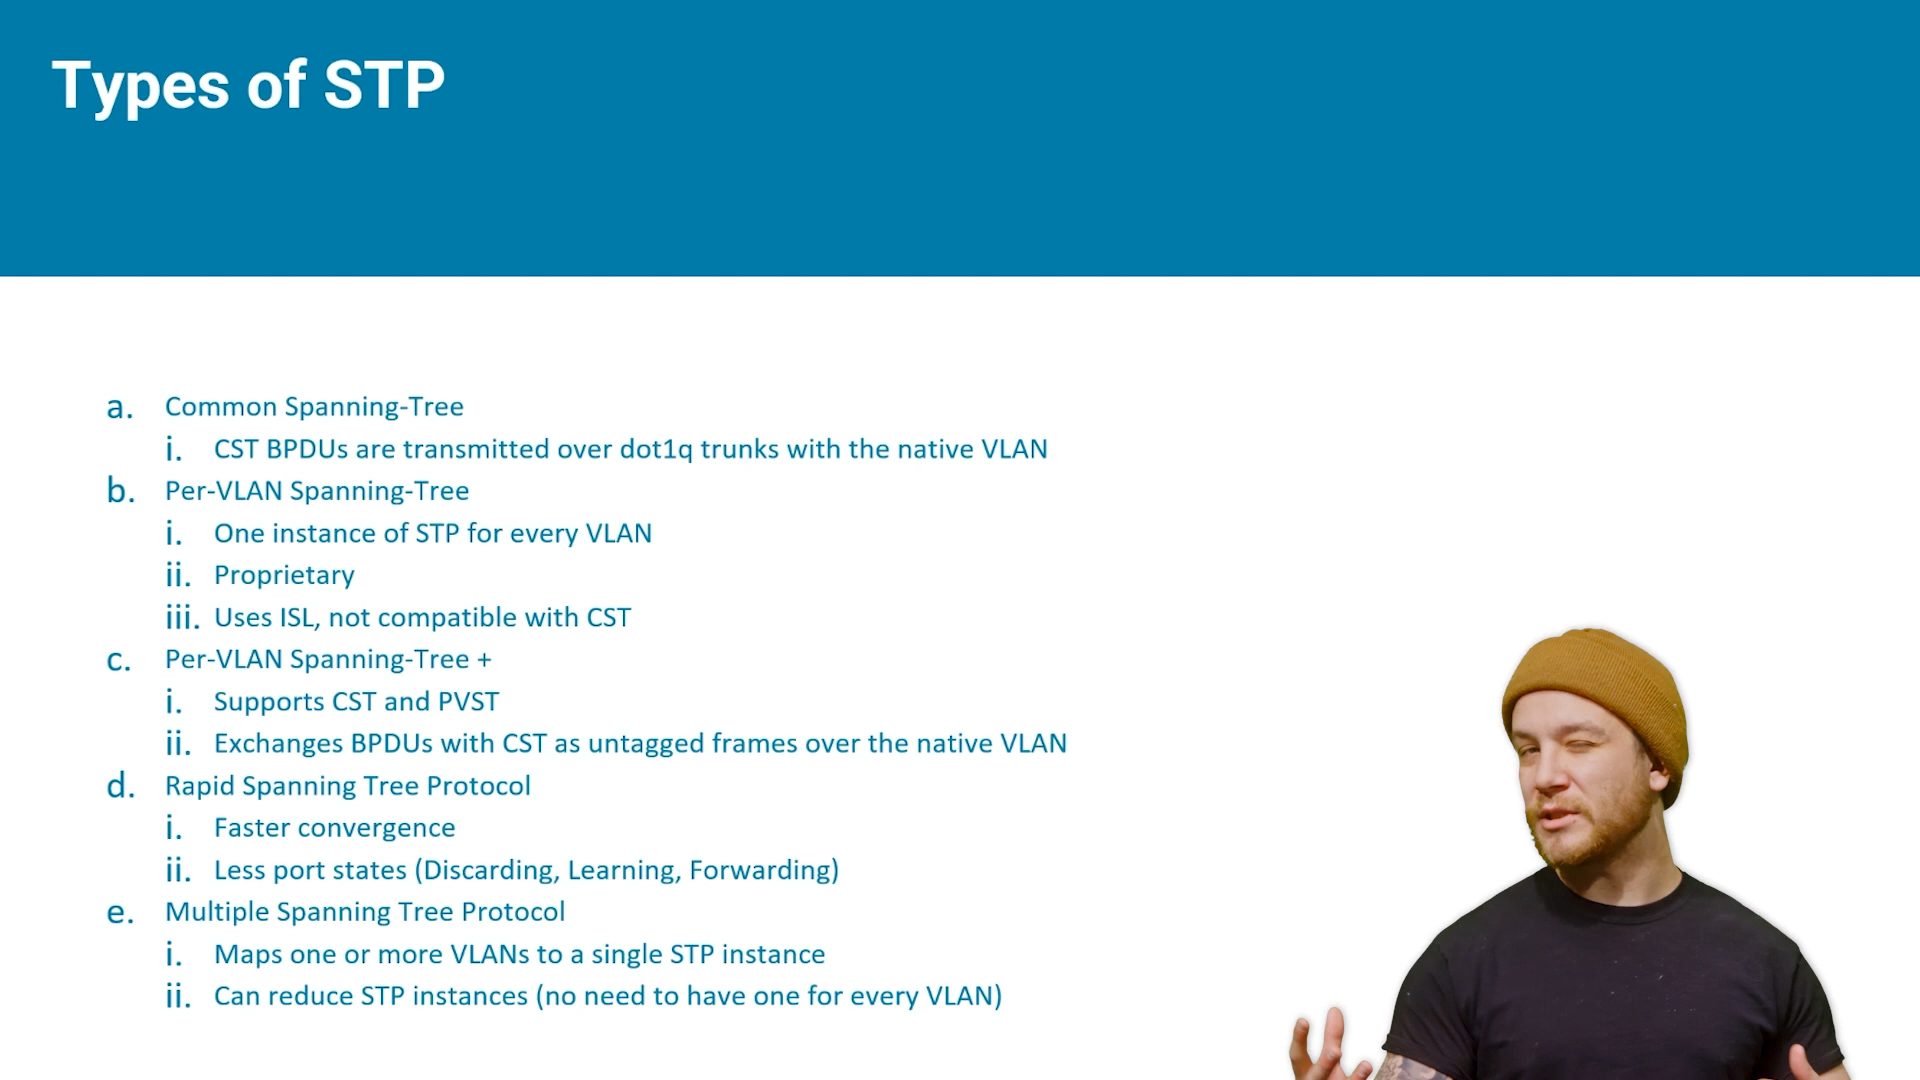 Types of STP
a. Common Spanning-Tree
i. CST BPDUs are transmitted over dot1q trunks with the native VLAN
b. Per-VLAN Spanning-Tree
i. One instance of STP for every VLAN
ii. Proprietary
iii. Uses ISL, not compatible with CST
c. Per-VLAN Spanning-Tree +
i. Supports CST and PVST
ii. Exchanges BPDUs with CST as untagged frames over the native VLAN
d. Rapid Spanning Tree Protocol
i. Faster convergence
ii. Less port states (Discarding, Learning, Forwarding)
e. Multiple Spanning Tree Protocol
i. Maps one or more VLANs to a single STP instance
ii. Can reduce STP instances (no need to have one for every VLAN)